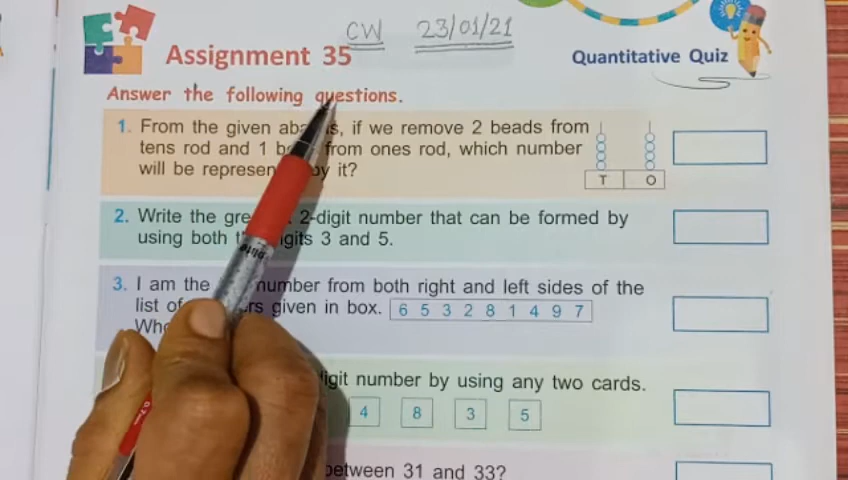 CW 23/01/21
Assignment 35
Quantitative Quiz
Answer the following questions.
1. From the given if we remove 2 beads from
tens rod and 1 from ones rod, which number
will be it?
T O
2. Write the 2-digit number that can be formed by
using both 3 and 5.
3. I am the number from both right and left sides of the
list of given in box. 6 5 3 2 8 1 4 9 7
number by using any two cards.
4 8 3 5
between 31 and 33?